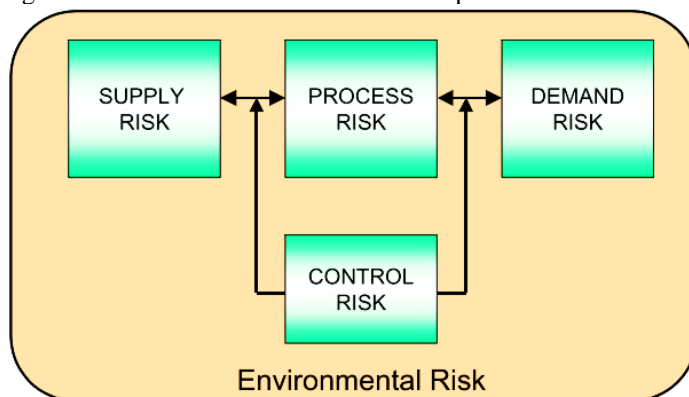 SUPPLY
RISK
PROCESS
RISK
DEMAND
RISK
CONTROL
RISK
Environmental Risk